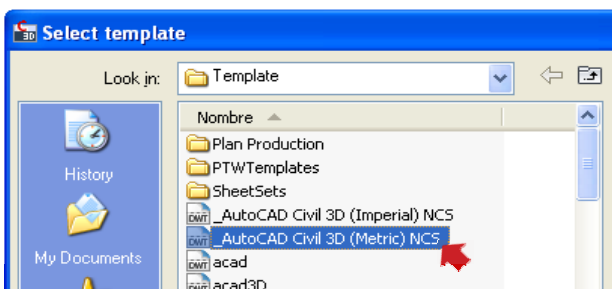 Select template
Look in: Template
Nombre
Plan Production
History
PTWTemplates
SheetSets
_AutoCAD Civil 3D (Imperial) NCS
_AutoCAD Civil 3D (Metric) NCS
My Documents
acad
acad3D